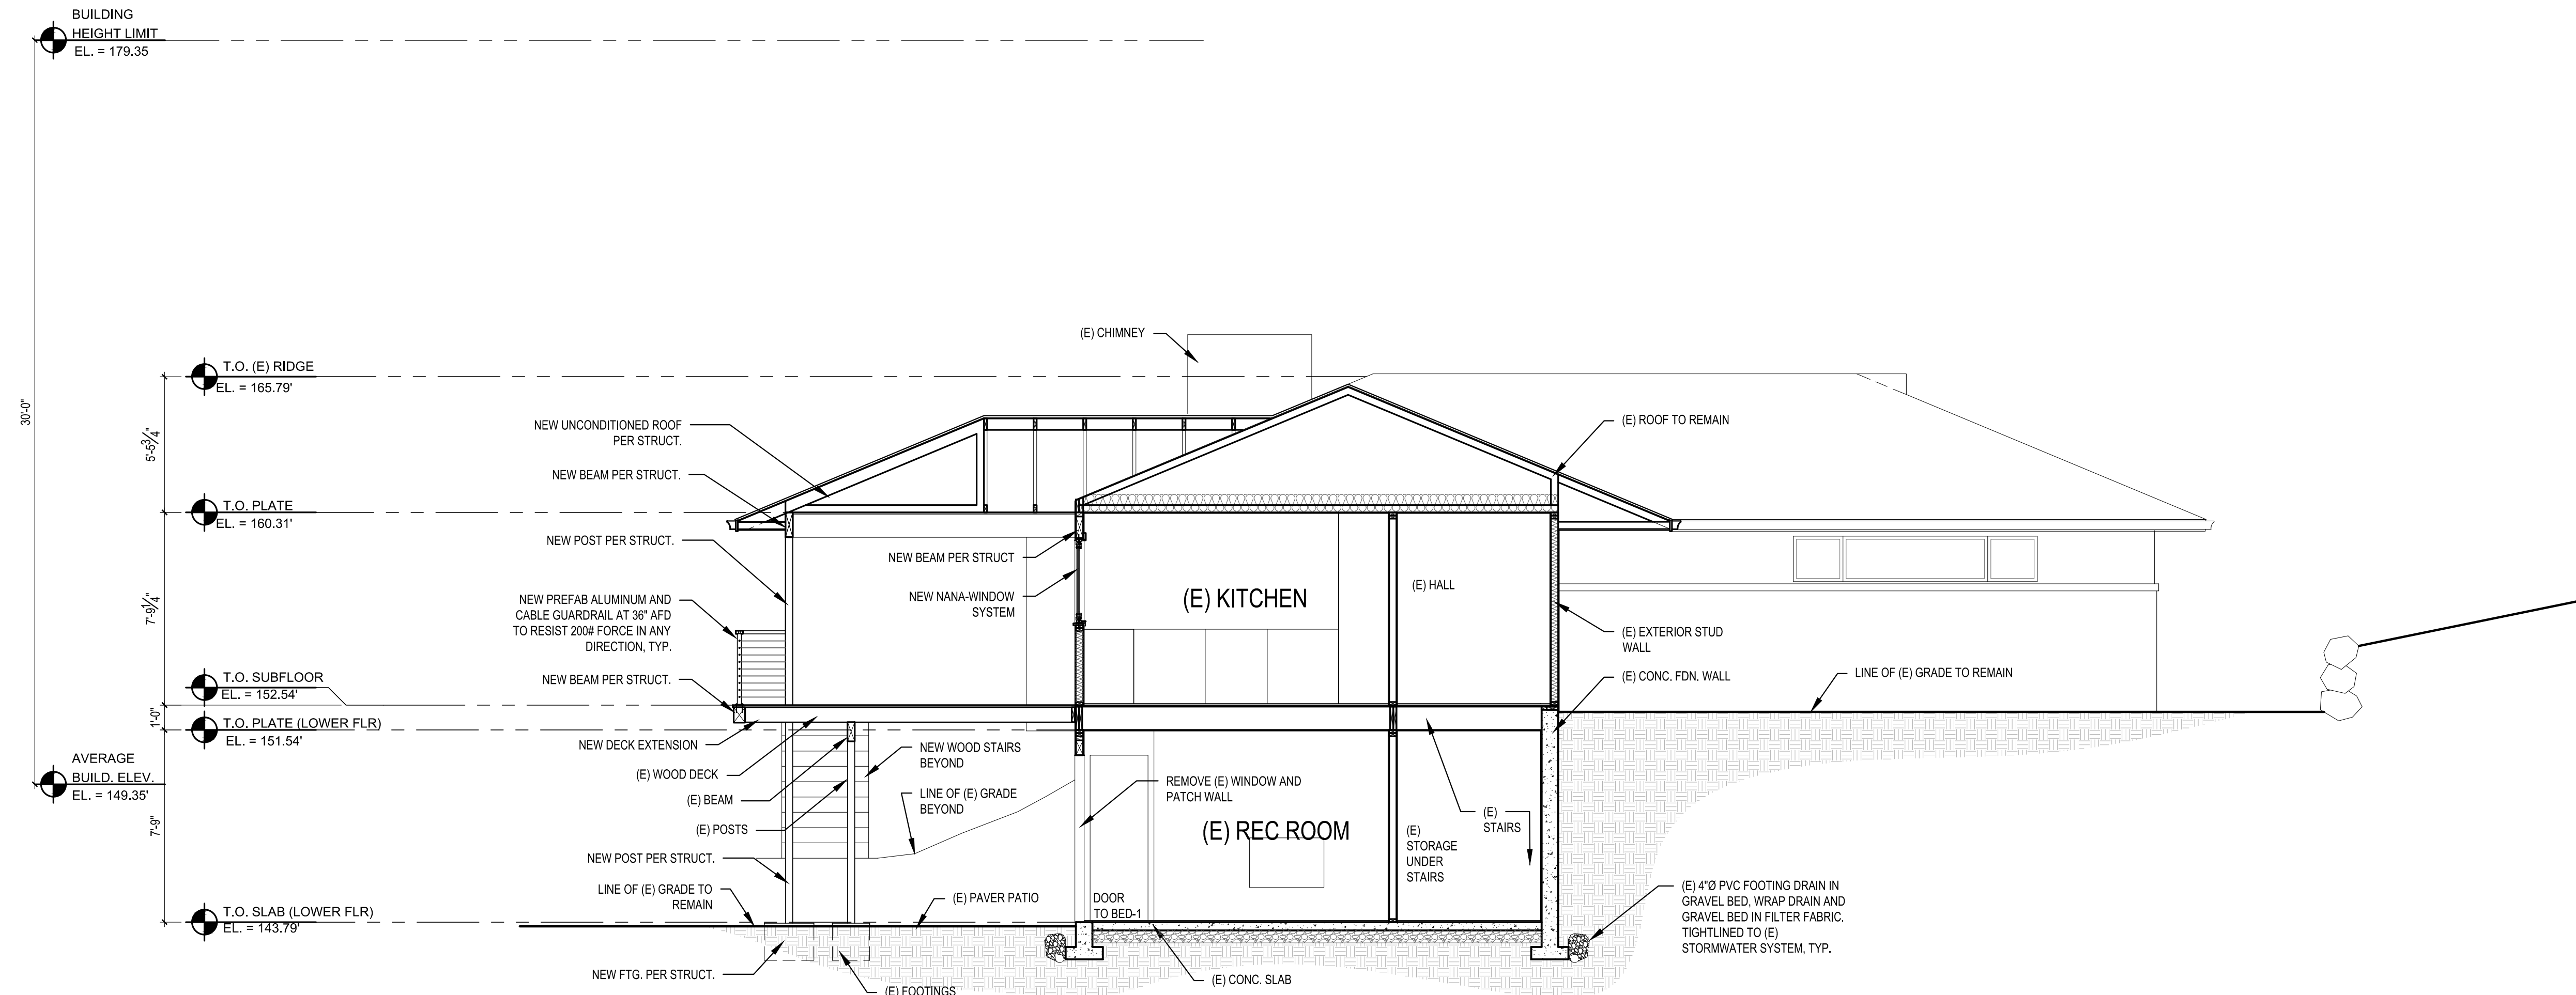 BUILDING
HEIGHT LIMIT
EL. = 179.35
30'-0"
(E) CHIMNEY
T.O. (E) RIDGE
EL. = 165.79'
5'-5 3/4"
NEW UNCONDITIONED ROOF
PER STRUCT.
(E) ROOF TO REMAIN
NEW BEAM PER STRUCT.
T.O. PLATE
EL. = 160.31'
NEW POST PER STRUCT.
NEW BEAM PER STRUCT
7'-9 1/4"
NEW PREFAB ALUMINUM AND
CABLE GUARDRAIL AT 36" AFD
TO RESIST 200# FORCE IN ANY
DIRECTION, TYP.
NEW NANA-WINDOW
SYSTEM
(E) KITCHEN
(E) HALL
(E) EXTERIOR STUD
WALL
T.O. SUBFLOOR
EL. = 152.54'
NEW BEAM PER STRUCT.
(E) CONC. FDN. WALL
LINE OF (E) GRADE TO REMAIN
1'-0"
T.O. PLATE (LOWER FLR)
EL. = 151.54'
NEW DECK EXTENSION
NEW WOOD STAIRS
BEYOND
AVERAGE
BUILD. ELEV.
EL. = 149.35'
(E) WOOD DECK
REMOVE (E) WINDOW AND
PATCH WALL
(E) BEAM
LINE OF (E) GRADE
BEYOND
7'-9"
(E) POSTS
(E) REC ROOM
(E)
STORAGE
UNDER
STAIRS
(E)
STAIRS
NEW POST PER STRUCT.
LINE OF (E) GRADE TO
REMAIN
(E) PAVER PATIO
DOOR
TO BED-1
(E) 4"Ø PVC FOOTING DRAIN IN
GRAVEL BED, WRAP DRAIN AND
GRAVEL BED IN FILTER FABRIC.
TIGHTLINED TO (E)
STORMWATER SYSTEM, TYP.
T.O. SLAB (LOWER FLR)
EL. = 143.79'
NEW FTG. PER STRUCT.
(E) CONC. SLAB
(E) FOOTINGS